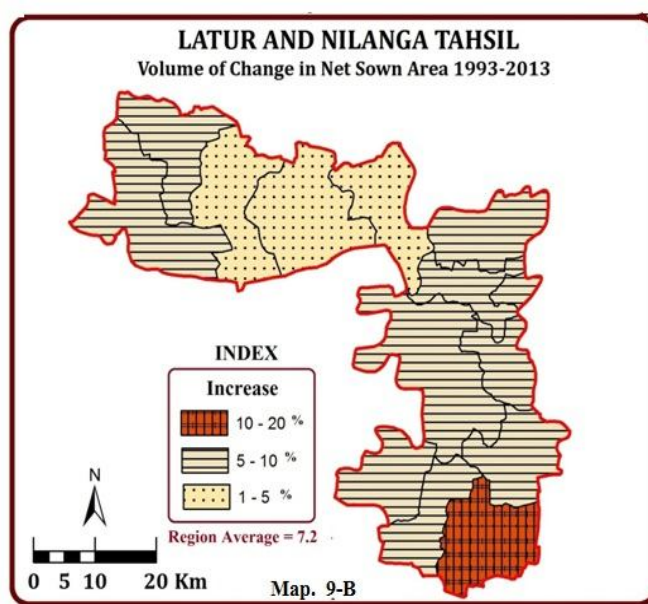 LATUR AND NILANGA TAHSIL
Volume of Change in Net Sown Area 1993-2013
INDEX
Increase
10 - 20 %
5 - 10 %
1 - 5 %
Region Average = 7.2
N
0 5 10 20 Km
Map. 9-B